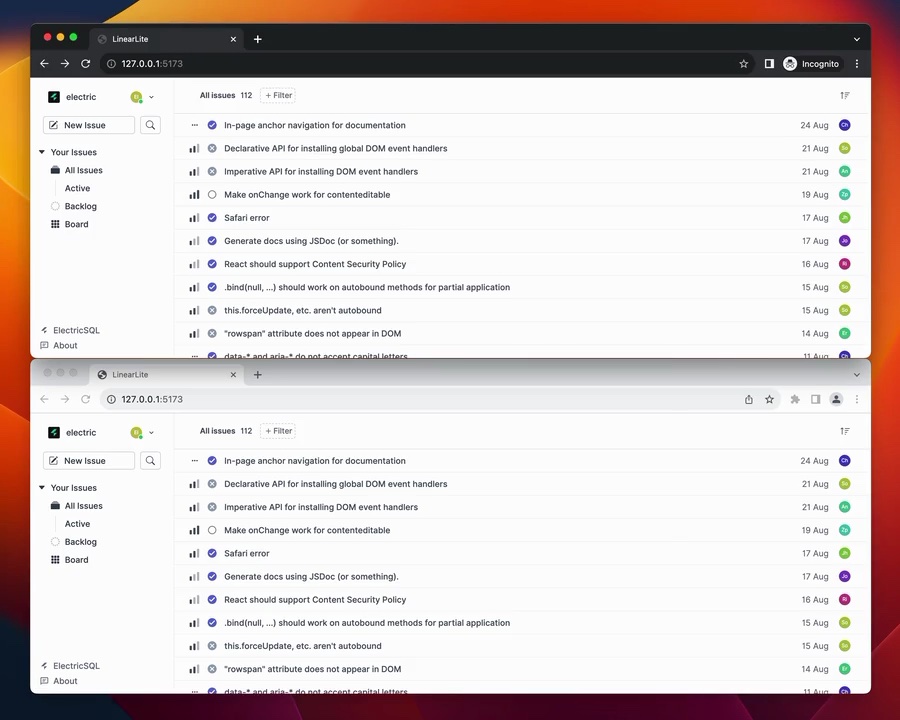 LinearLite
127.0.0.1:5173
Incognito
electric
All issues 112 + Filter
New Issue
Your Issues
All Issues
Active
Backlog
Board
ElectricSQL
About
In-page anchor navigation for documentation 24 Aug Ch
Declarative API for installing global DOM event handlers 21 Aug So
Imperative API for installing DOM event handlers 21 Aug An
Make onChange work for contenteditable 19 Aug Zp
Safari error 17 Aug Jh
Generate docs using JSDoc (or something). 17 Aug Jo
React should support Content Security Policy 16 Aug Ri
.bind(null, ...) should work on autobound methods for partial application 15 Aug So
this.forceUpdate, etc. aren't autobound 15 Aug So
"rowspan" attribute does not appear in DOM 14 Aug Er
data-* and aria-* do not accept capital letters 11 Aug Ch
LinearLite
127.0.0.1:5173
electric
All issues 112 + Filter
New Issue
Your Issues
All Issues
Active
Backlog
Board
ElectricSQL
About
In-page anchor navigation for documentation 24 Aug Ch
Declarative API for installing global DOM event handlers 21 Aug So
Imperative API for installing DOM event handlers 21 Aug An
Make onChange work for contenteditable 19 Aug Zp
Safari error 17 Aug Jh
Generate docs using JSDoc (or something). 17 Aug Jo
React should support Content Security Policy 16 Aug Ri
.bind(null, ...) should work on autobound methods for partial application 15 Aug So
this.forceUpdate, etc. aren't autobound 15 Aug So
"rowspan" attribute does not appear in DOM 14 Aug Er
data-* and aria-* do not accept capital letters 11 Aug Ch